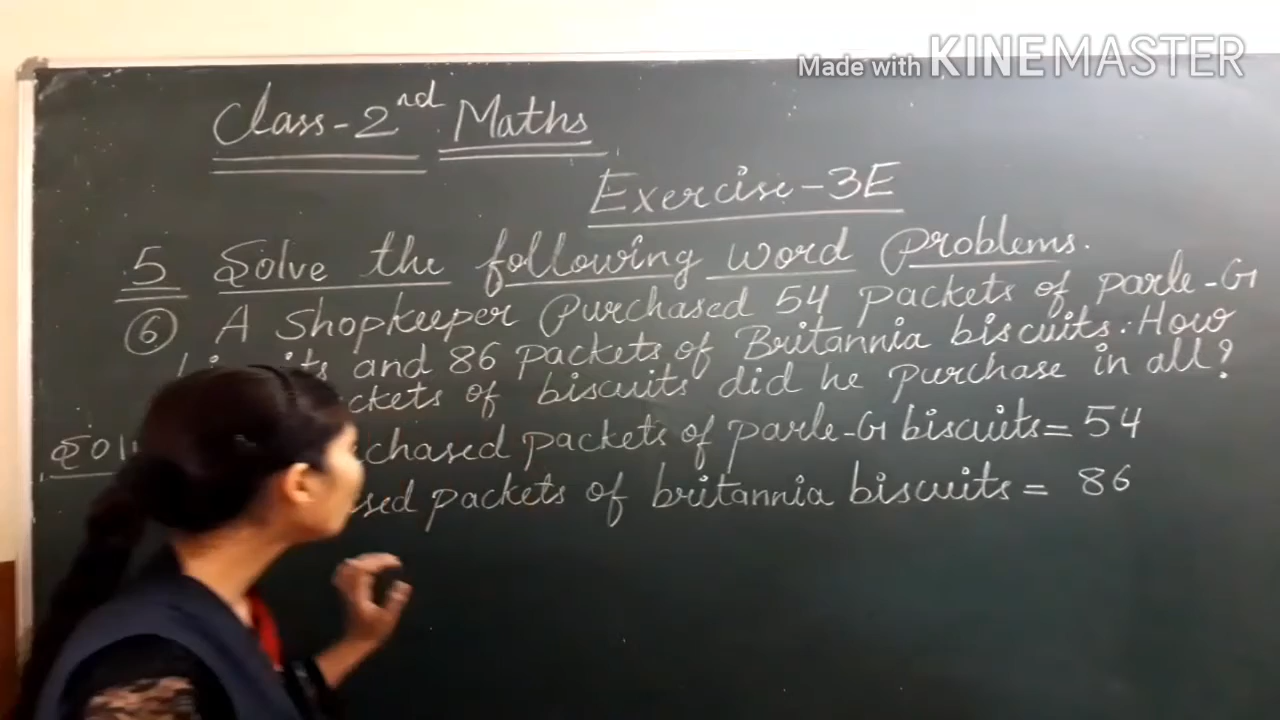 Made with KINEMASTER
Class-2nd Maths
Exercise-3E
5 Solve the following word problems.
⑥ A Shopkeeper purchased 54 packets of parle-G
and 86 packets of Britannia biscuits. How
of biscuits did he purchase in all?
packets of parle-G biscuits= 54
packets of britannia biscuits= 86